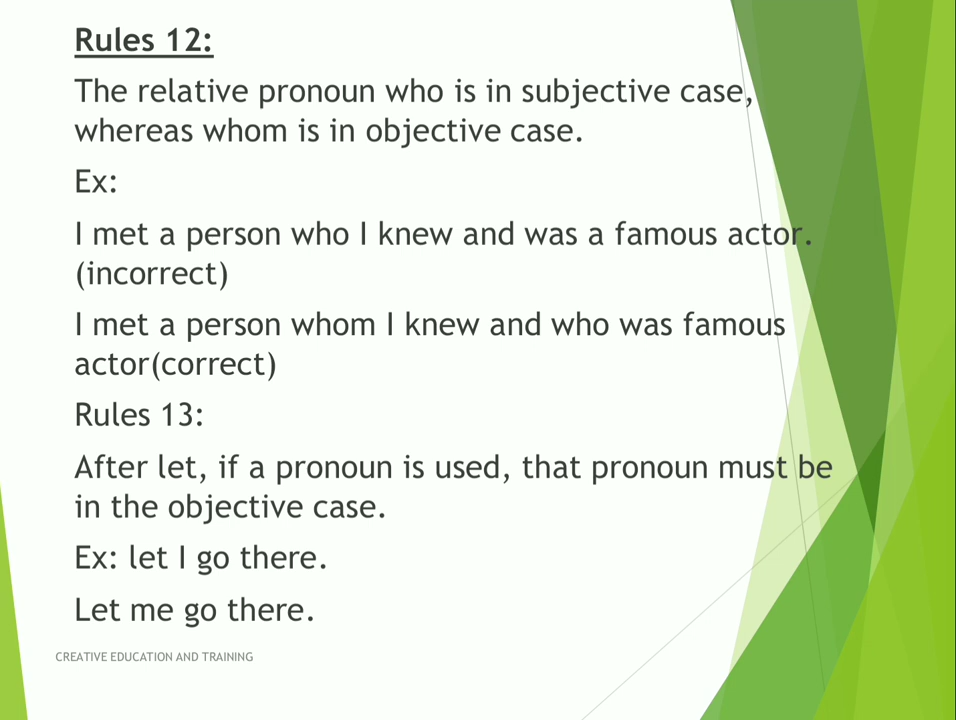 Rules 12:
The relative pronoun who is in subjective case,
whereas whom is in objective case.
Ex:
I met a person who I knew and was a famous actor.
(incorrect)
I met a person whom I knew and who was famous
actor(correct)
Rules 13:
After let, if a pronoun is used, that pronoun must be
in the objective case.
Ex: let I go there.
Let me go there.
CREATIVE EDUCATION AND TRAINING